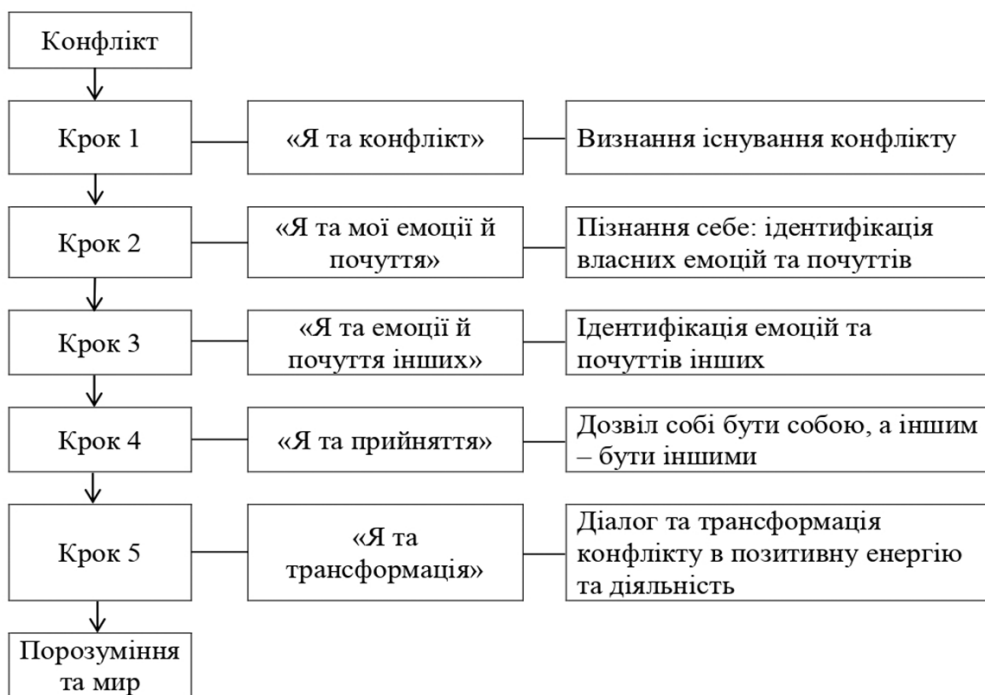 Конфлікт
Крок 1
«Я та конфлікт»
Визнання існування конфлікту
Крок 2
«Я та мої емоції й
почуття»
Пізнання себе: ідентифікація
власних емоцій та почуттів
Крок 3
«Я та емоції й
почуття інших»
Ідентифікація емоцій та
почуттів інших
Крок 4
«Я та прийняття»
Дозвіл собі бути собою, а іншим
– бути іншими
Крок 5
«Я та
трансформація»
Діалог та трансформація
конфлікту в позитивну енергію
та діяльність
Порозуміння
та мир